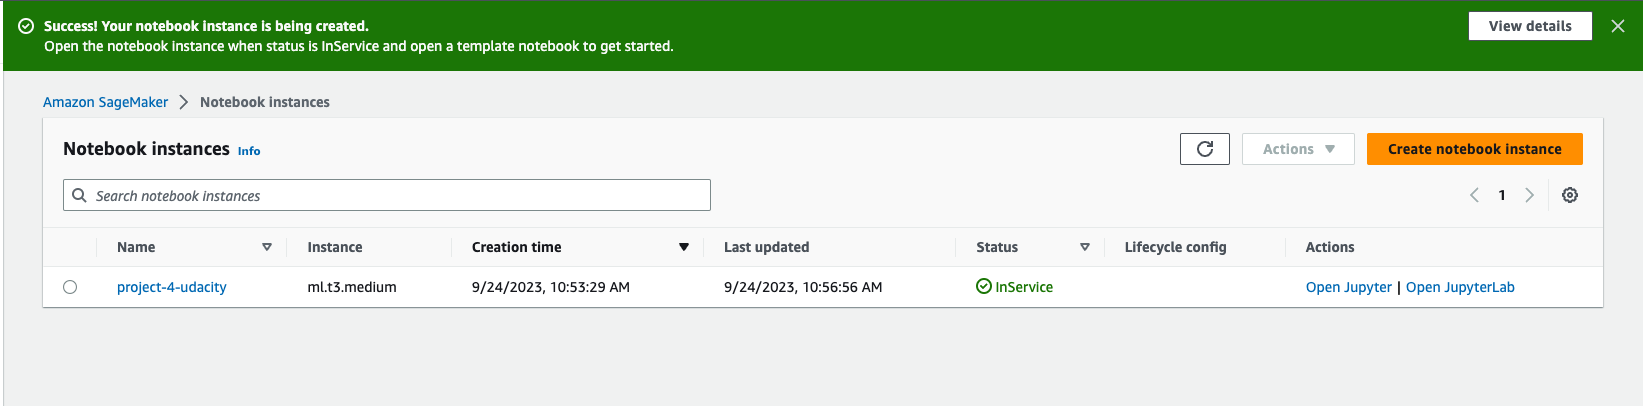 Success! Your notebook instance is being created.
View details
Open the notebook instance when status is InService and open a template notebook to get started.
Amazon SageMaker > Notebook instances
Notebook instances Info
Actions
Create notebook instance
Search notebook instances
1
Name Instance Creation time Last updated Status Lifecycle config Actions
project-4-udacity ml.t3.medium 9/24/2023, 10:53:29 AM 9/24/2023, 10:56:56 AM InService Open Jupyter | Open JupyterLab